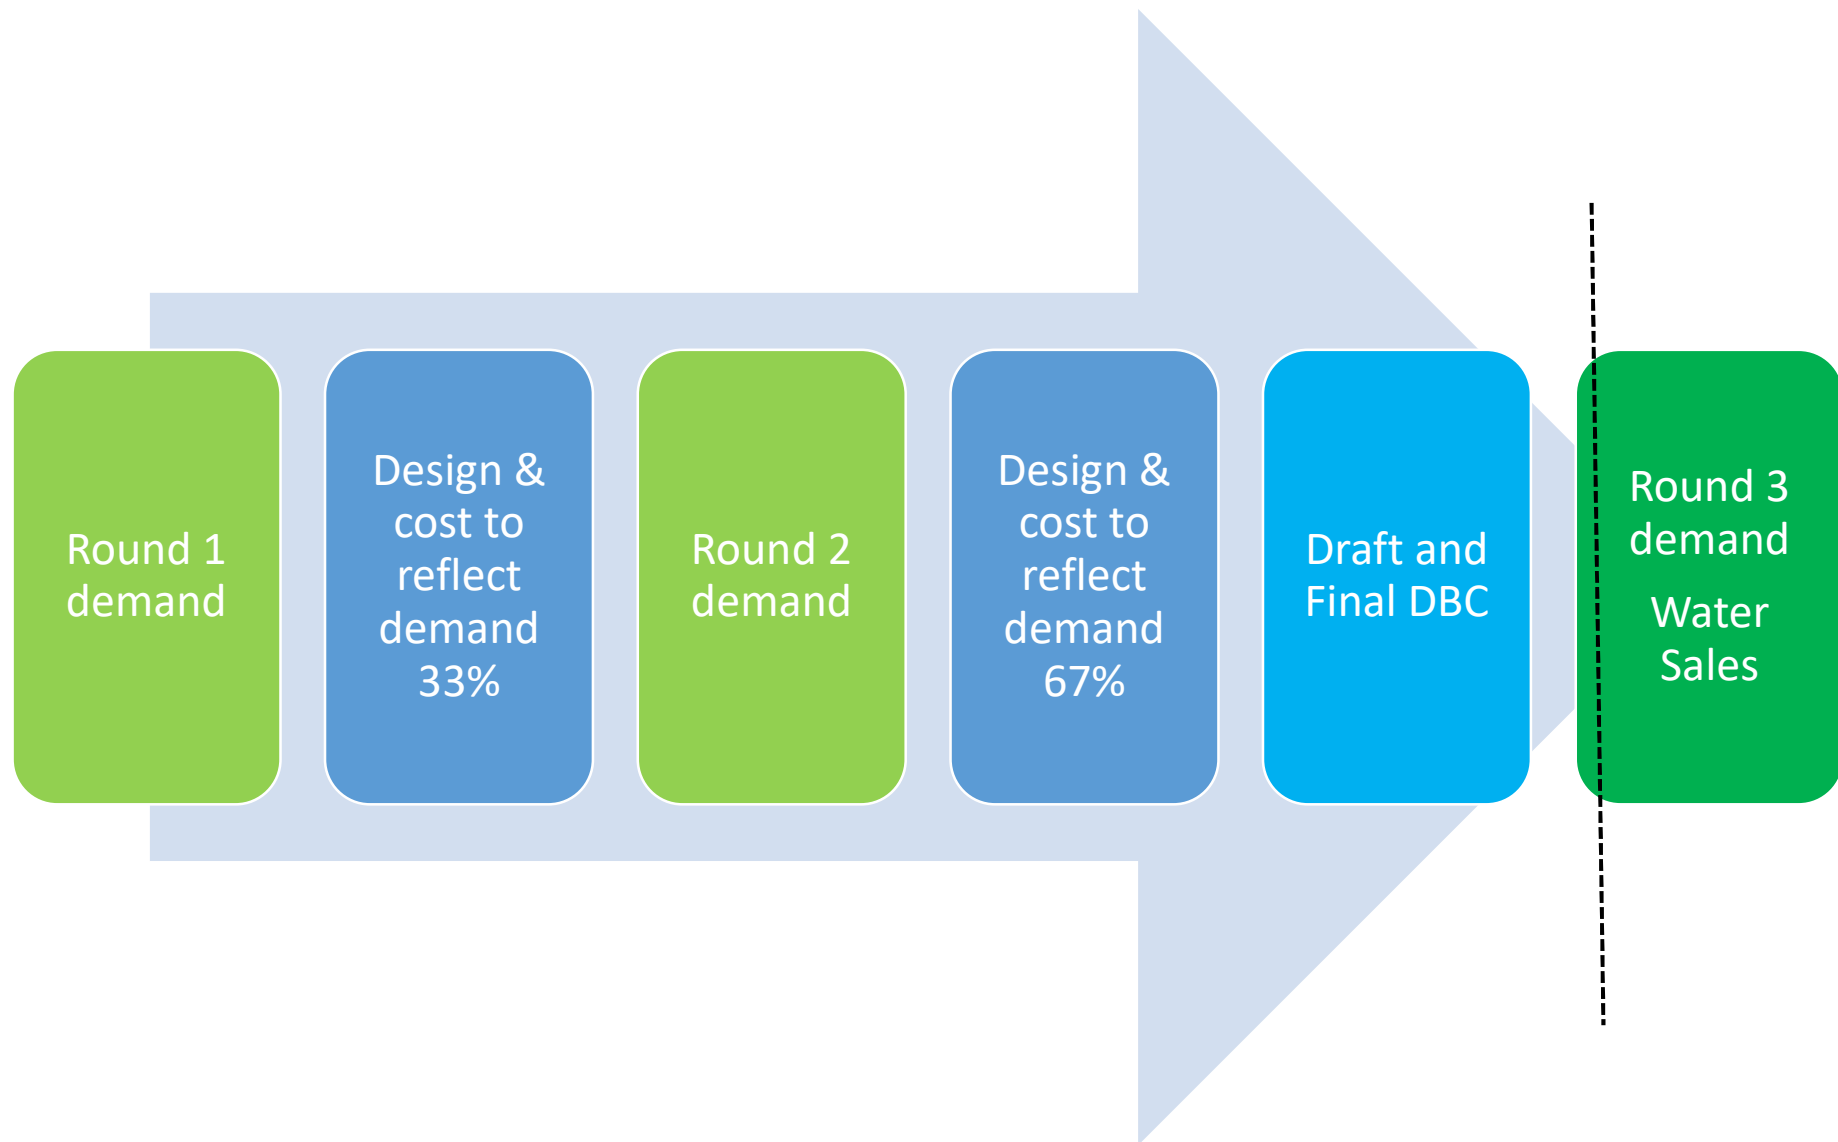 Round 1
demand
Design &
cost to
reflect
demand
33%
Round 2
demand
Design &
cost to
reflect
demand
67%
Draft and
Final DBC
Round 3
demand
Water
Sales